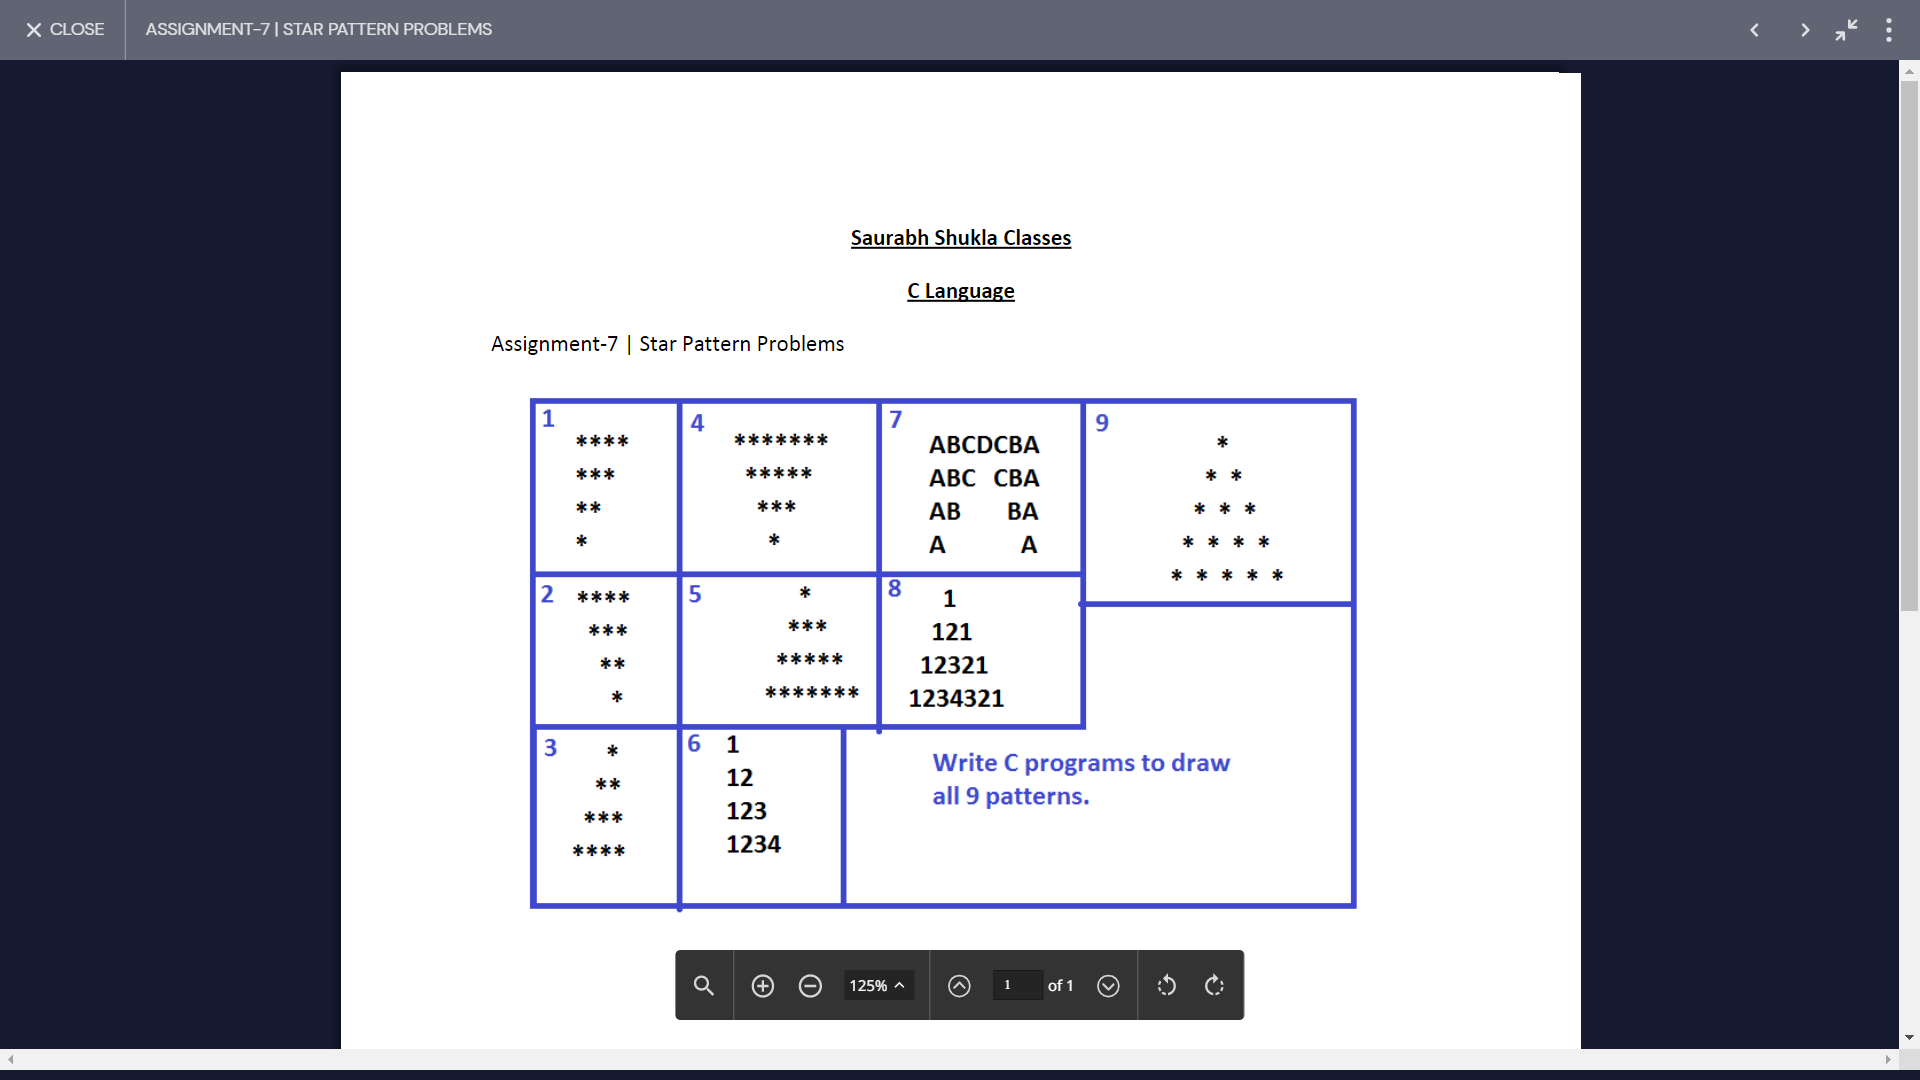 CLOSE
ASSIGNMENT-7 | STAR PATTERN PROBLEMS
Saurabh Shukla Classes
C Language
Assignment-7 | Star Pattern Problems
1
****
***
**
*
2
****
***
**
*
3
*
**
***
****
4
*******
*****
***
*
5
*
***
*****
*******
6
1
12
123
1234
7
ABCDCBA
ABC CBA
AB BA
A A
8
1
121
12321
1234321
9
*
* *
* * *
* * * *
* * * * *
Write C programs to draw
all 9 patterns.
125%
1 of 1